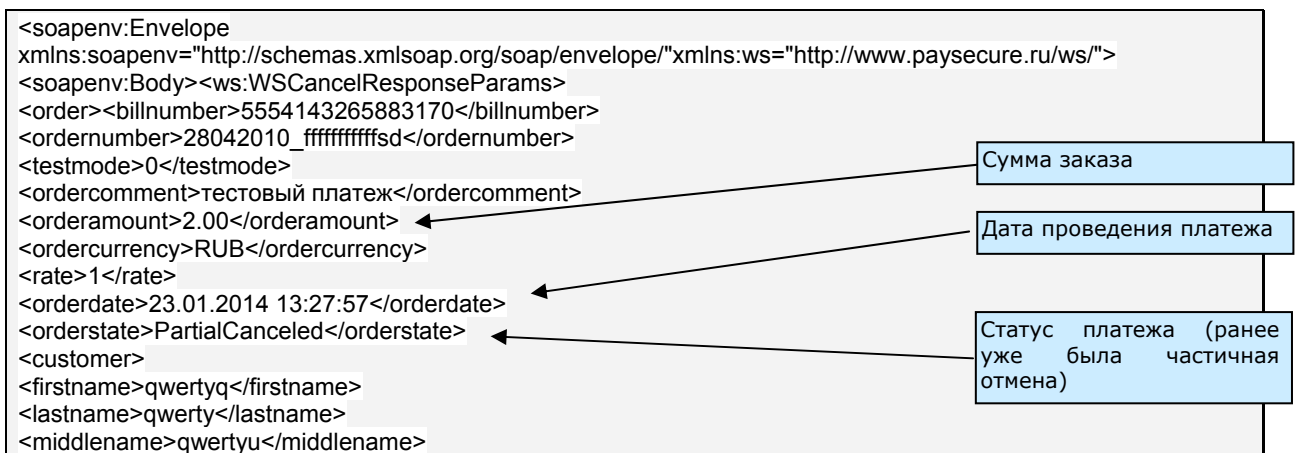 <soapenv:Envelope
xmlns:soapenv="http://schemas.xmlsoap.org/soap/envelope/"xmlns:ws="http://www.paysecure.ru/ws/">
<soapenv:Body><ws:WSCancelResponseParams>
<order><billnumber>5554143265883170</billnumber>
<ordernumber>28042010_fffffffffffsd</ordernumber>
<testmode>0</testmode>
<ordercomment>тестовый платеж</ordercomment>
<orderamount>2.00</orderamount>
<ordercurrency>RUB</ordercurrency>
<rate>1</rate>
<orderdate>23.01.2014 13:27:57</orderdate>
<orderstate>PartialCanceled</orderstate>
<customer>
<firstname>qwertyq</firstname>
<lastname>qwerty</lastname>
<middlename>qwertyu</middlename>
Сумма заказа
Дата проведения платежа
Статус платежа (ранее
уже была частичная
отмена)